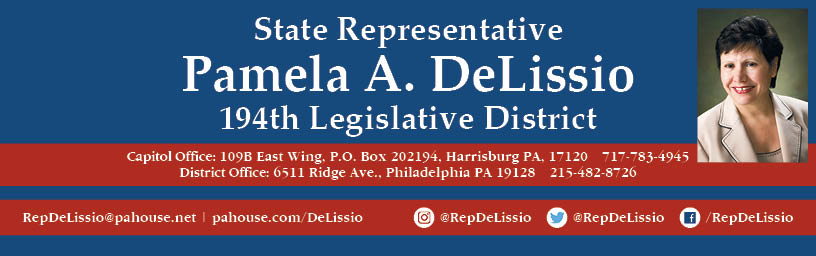 State Representative
Pamela A. DeLissio
194th Legislative District
Capitol Office: 109B East Wing, P.O. Box 202194, Harrisburg PA, 17120 717-783-4945
District Office: 6511 Ridge Ave., Philadelphia PA 19128 215-482-8726
RepDeLissio@pahouse.net | pahouse.com/DeLissio @RepDeLissio @RepDeLissio /RepDeLissio